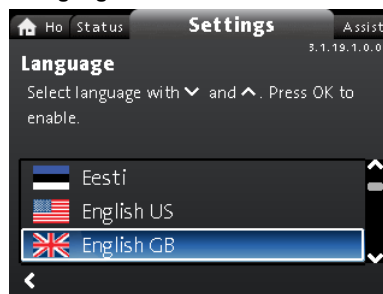 Ho Status Settings Assist
3.1.19.1.0.0
Language
Select language with and . Press OK to
enable.
Eesti
English US
English GB